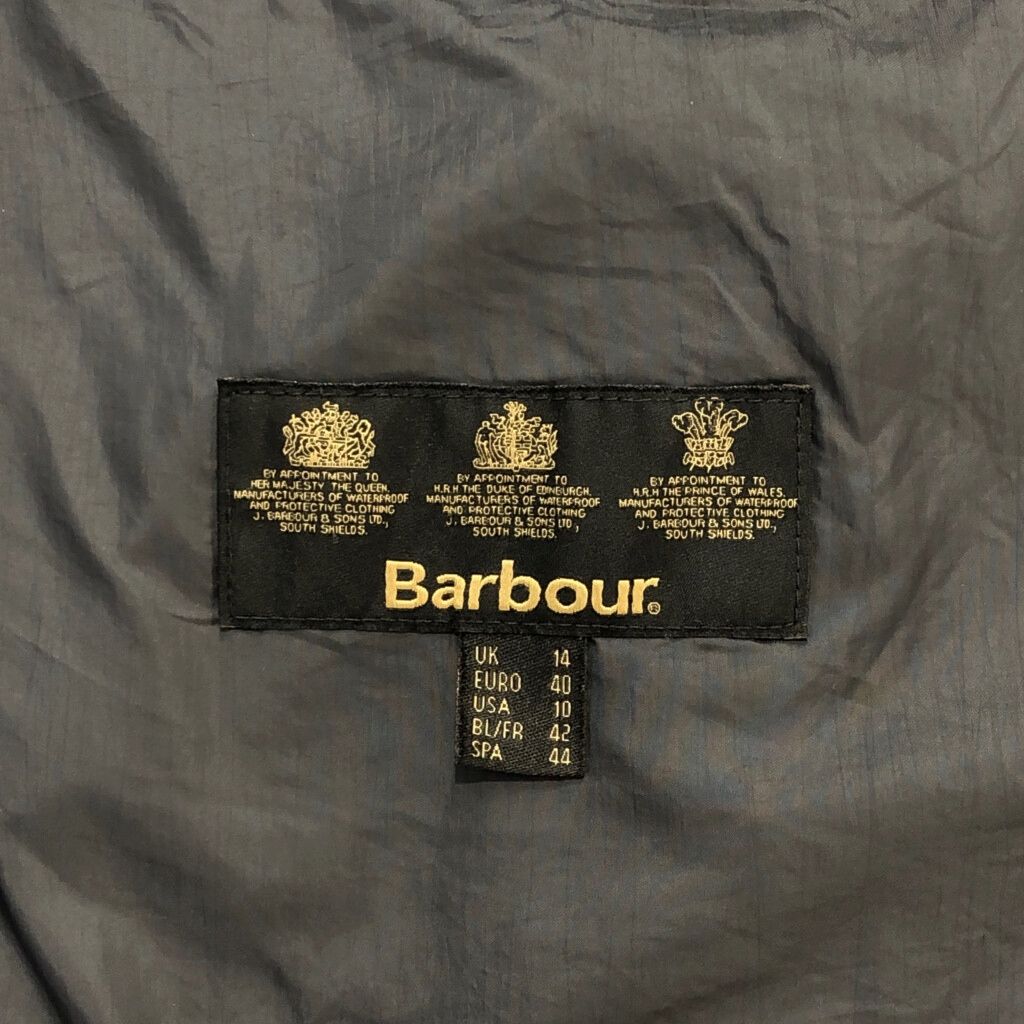 BY APPOINTMENT TO
HER MAJESTY THE QUEEN.
MANUFACTURERS OF WATERPROOF
AND PROTECTIVE CLOTHING
J. BARBOUR & SONS LTD.,
SOUTH SHIELDS.
BY APPOINTMENT TO
H.R.H THE DUKE OF EDINBURGH.
MANUFACTURERS OF WATERPROOF
AND PROTECTIVE CLOTHING
J. BARBOUR & SONS LTD.,
SOUTH SHIELDS.
BY APPOINTMENT TO
H.R.H THE PRINCE OF WALES.
MANUFACTURERS OF WATERPROOF
AND PROTECTIVE CLOTHING
J. BARBOUR & SONS LTD.,
SOUTH SHIELDS.
Barbour®
UK 14
EURO 40
USA 10
BL/FR 42
SPA 44